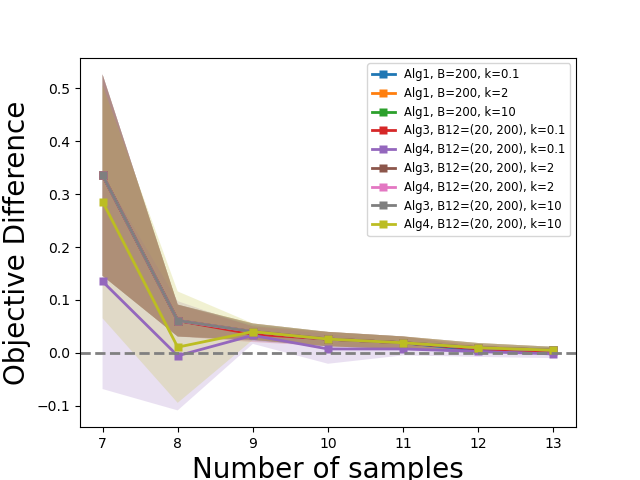 Alg1, B=200, k=0.1
Alg1, B=200, k=2
Alg1, B=200, k=10
Alg3, B12=(20, 200), k=0.1
Alg4, B12=(20, 200), k=0.1
Alg3, B12=(20, 200), k=2
Alg4, B12=(20, 200), k=2
Alg3, B12=(20, 200), k=10
Alg4, B12=(20, 200), k=10
Objective Difference
0.5
0.4
0.3
0.2
0.1
0.0
−0.1
7 8 9 10 11 12 13
Number of samples